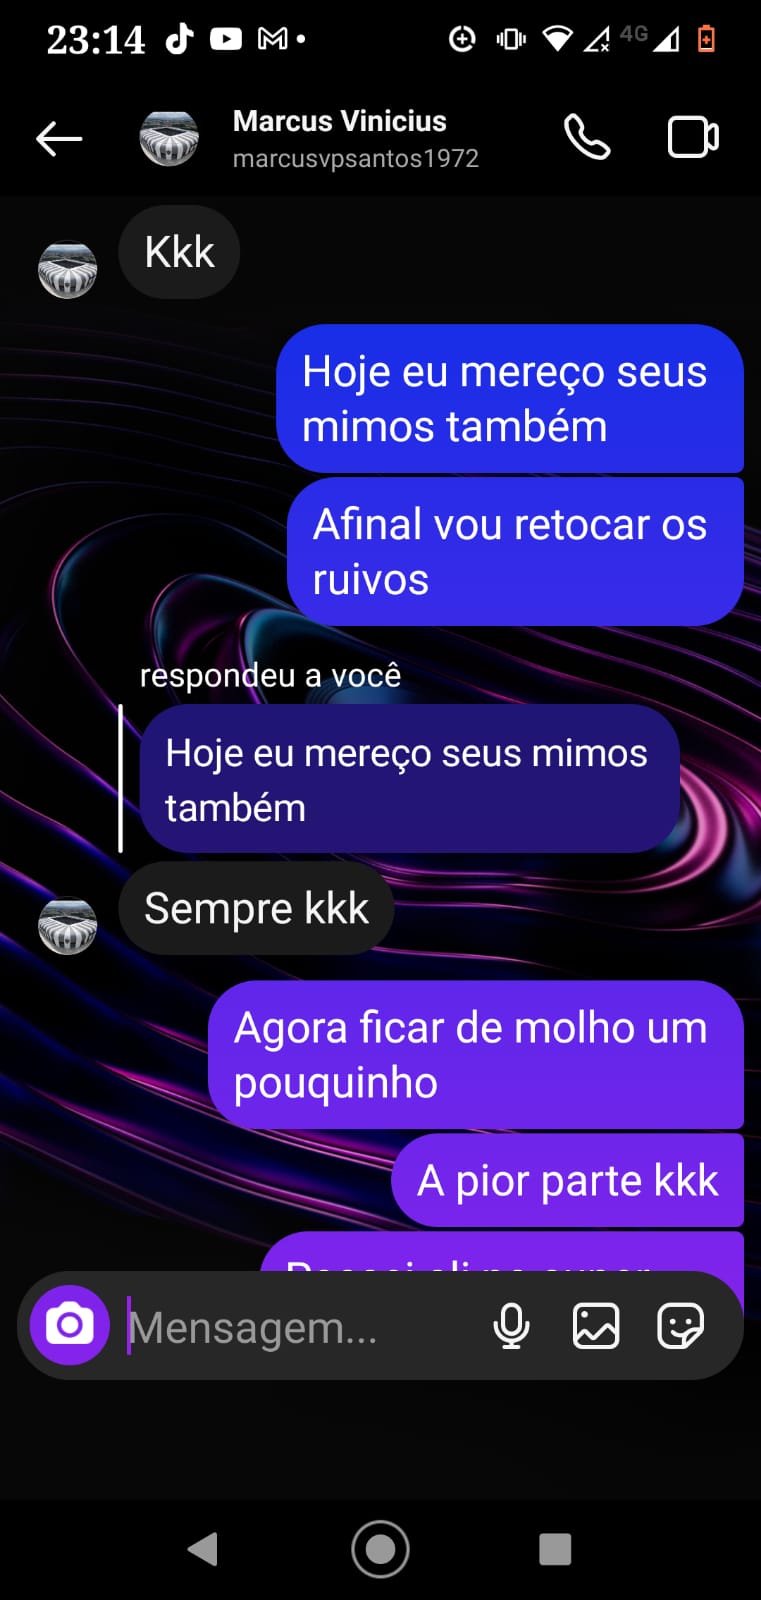 23:14
4G
Marcus Vinicius
marcusvpsantos1972
Kkk
Hoje eu mereço seus
mimos também
Afinal vou retocar os
ruivos
respondeu a você
Hoje eu mereço seus mimos
também
Sempre kkk
Agora ficar de molho um
pouquinho
A pior parte kkk
Mensagem...